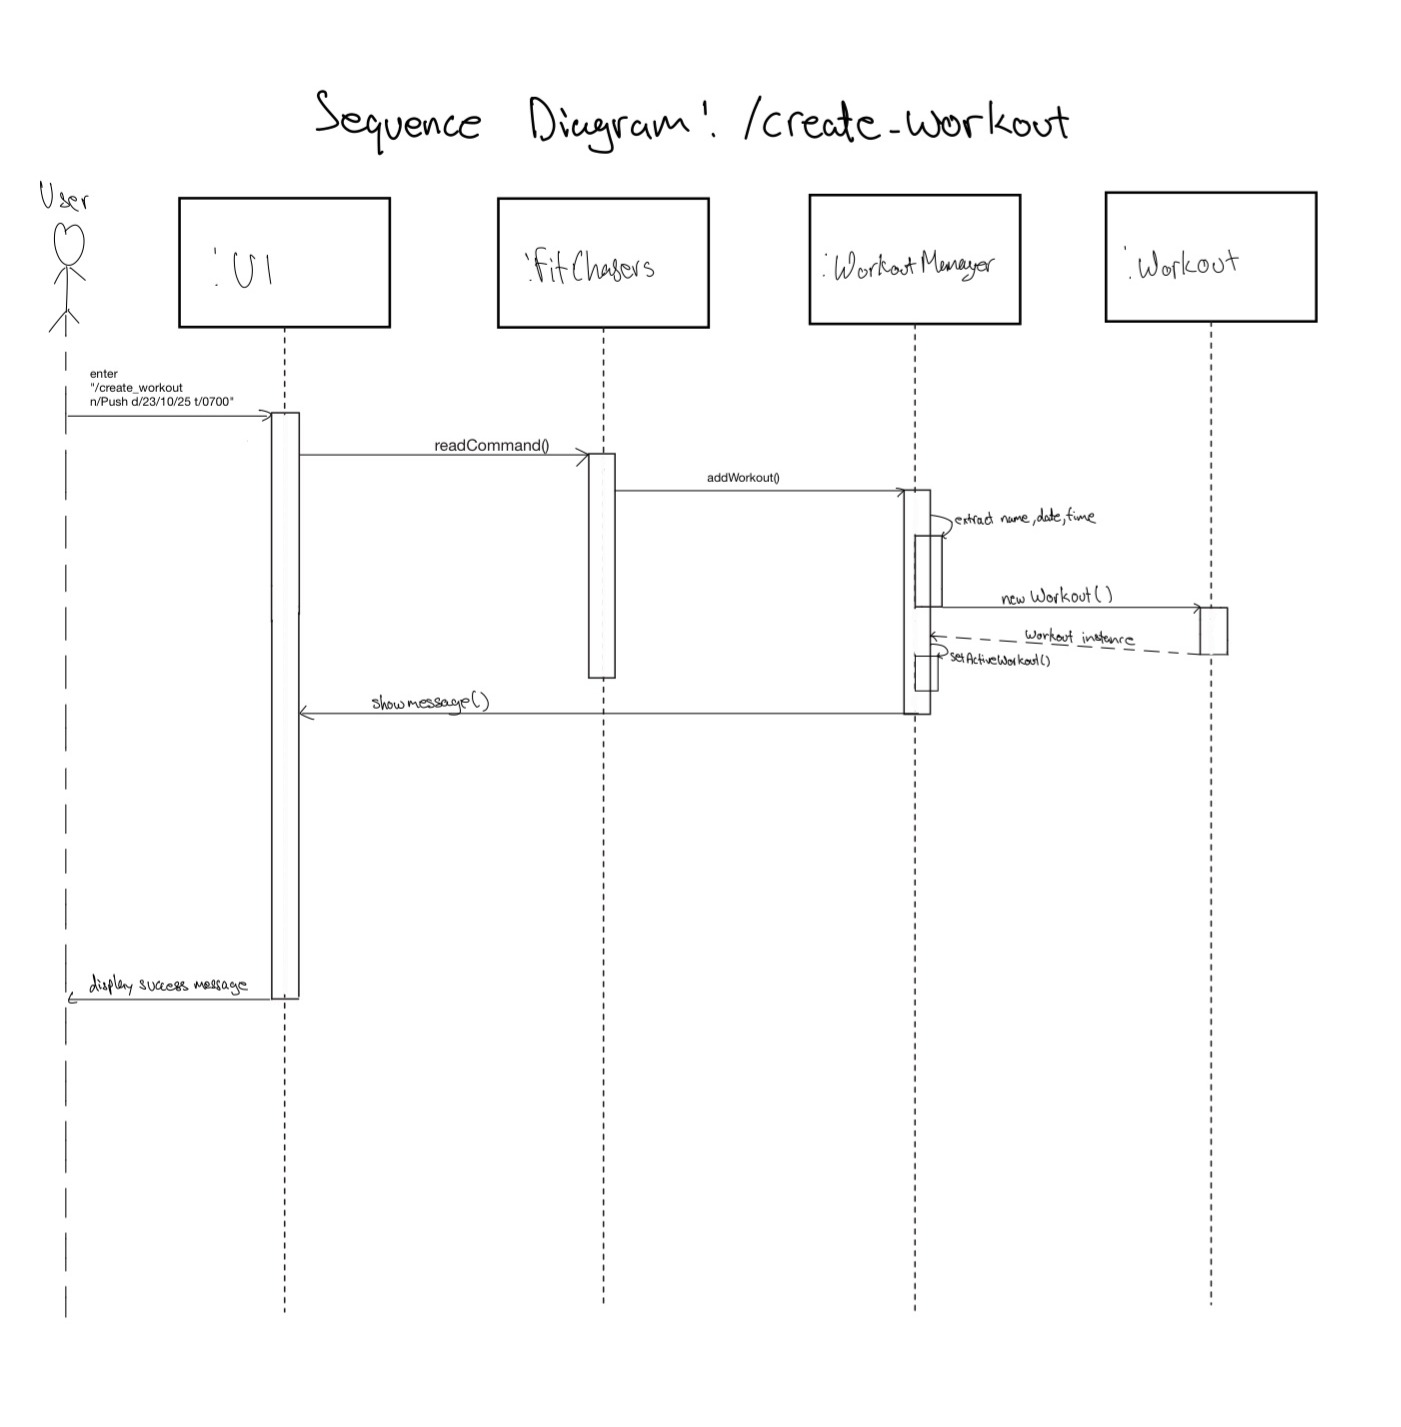 Sequence Diagram: /create-workout
User
:UI
:FitChasers
:WorkoutManager
:Workout
enter
"/create_workout
n/Push d/23/10/25 t/0700"
readCommand()
addWorkout()
extract name, date, time
new Workout()
Workout instance
setActiveWorkout()
showmessage()
display success message